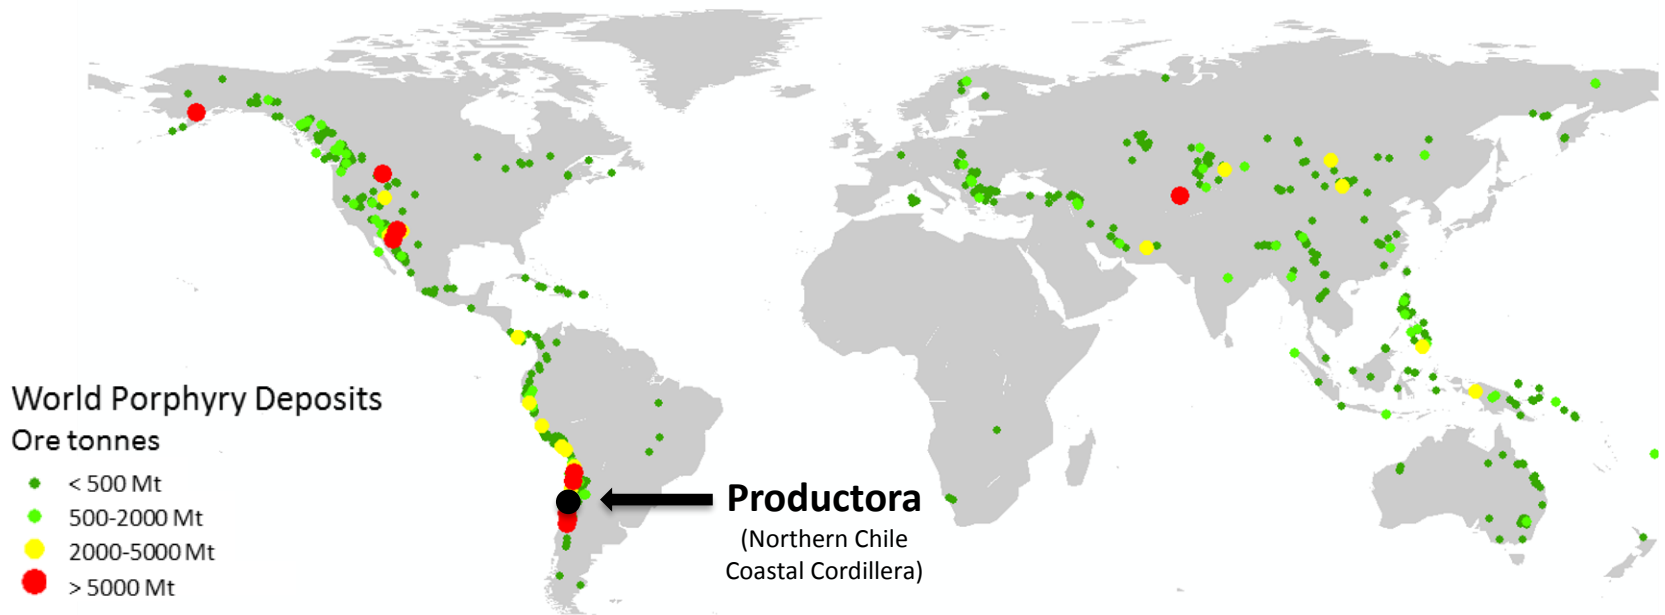 World Porphyry Deposits
Ore tonnes
< 500 Mt
500-2000 Mt
2000-5000 Mt
> 5000 Mt
Productora
(Northern Chile
Coastal Cordillera)